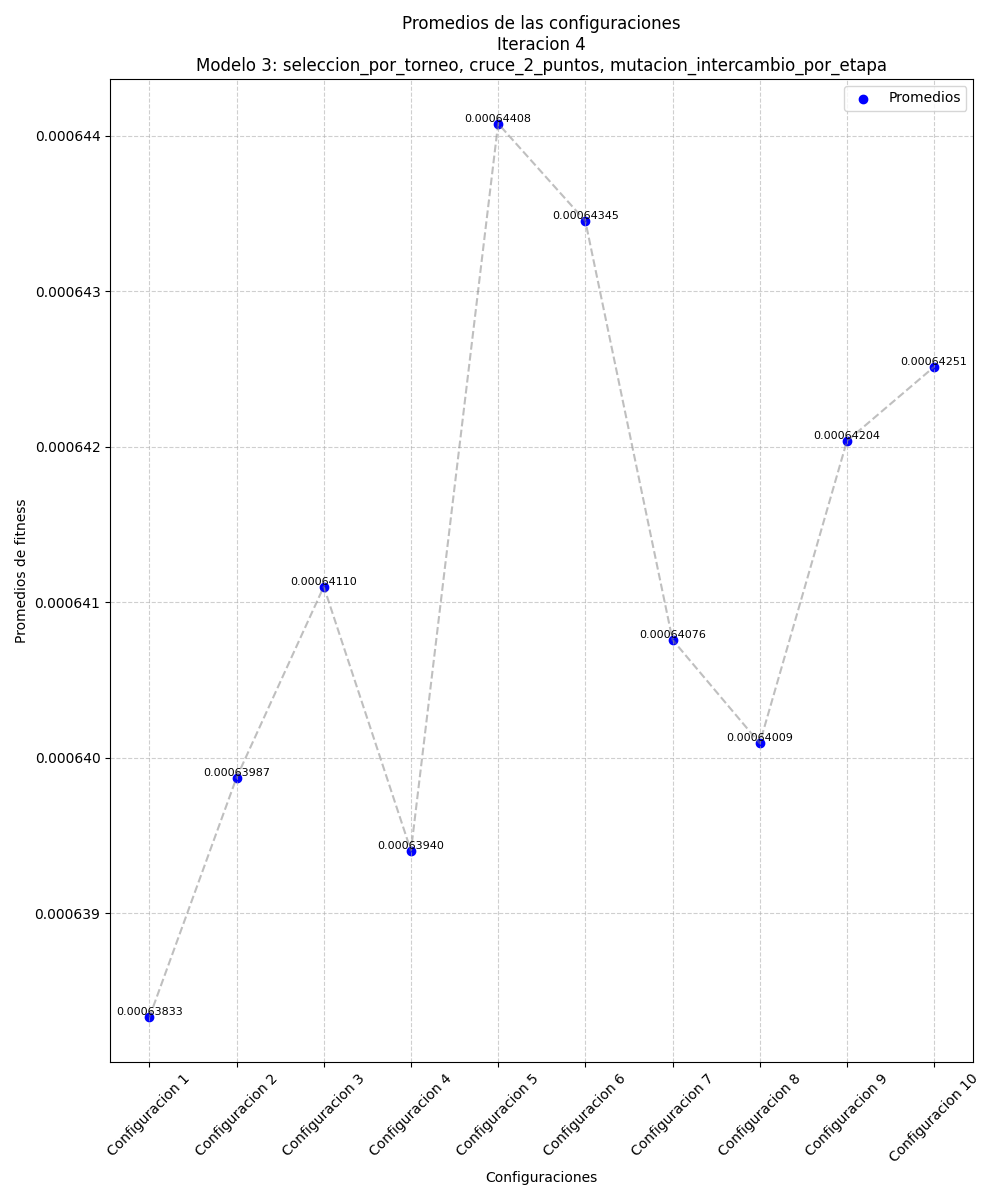 Promedios de las configuraciones
Iteracion 4
Modelo 3: seleccion_por_torneo, cruce_2_puntos, mutacion_intercambio_por_etapa
Promedios
0.000644
0.000643
0.000642
0.000641
0.000640
0.000639
Promedios de fitness
0.00063833
0.00063987
0.00064110
0.00063940
0.00064408
0.00064345
0.00064076
0.00064009
0.00064204
0.00064251
Configuracion 1
Configuracion 2
Configuracion 3
Configuracion 4
Configuracion 5
Configuracion 6
Configuracion 7
Configuracion 8
Configuracion 9
Configuracion 10
Configuraciones